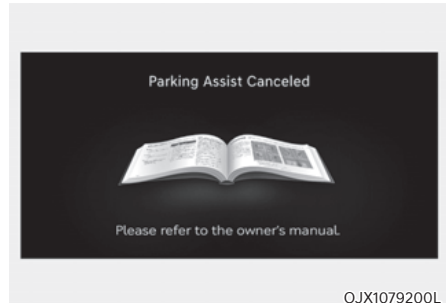 Parking Assist Canceled
Please refer to the owner's manual.
OJX1079200L